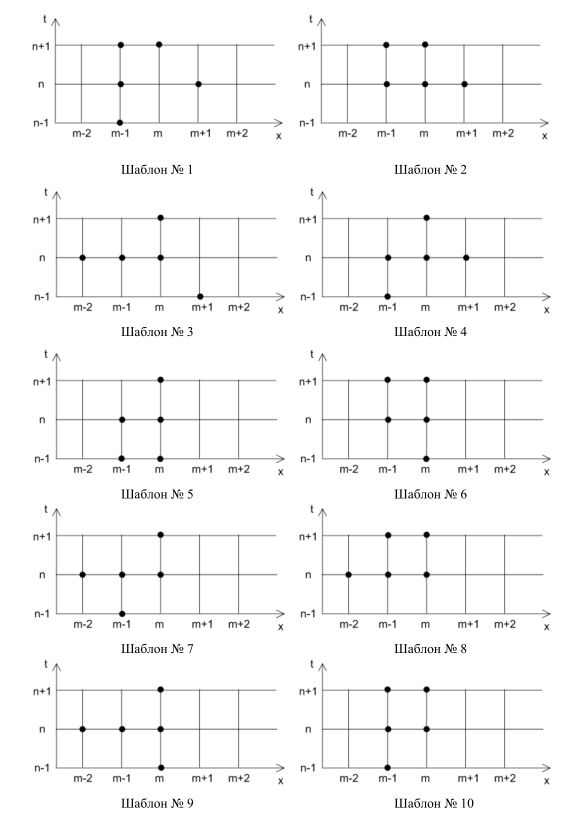 t t
n+1 n+1
n n
n-1 n-1
m-2 m-1 m m+1 m+2 x m-2 m-1 m m+1 m+2 x
Шаблон № 1 Шаблон № 2
t t
n+1 n+1
n n
n-1 n-1
m-2 m-1 m m+1 m+2 x m-2 m-1 m m+1 m+2 x
Шаблон № 3 Шаблон № 4
t t
n+1 n+1
n n
n-1 n-1
m-2 m-1 m m+1 m+2 x m-2 m-1 m m+1 m+2 x
Шаблон № 5 Шаблон № 6
t t
n+1 n+1
n n
n-1 n-1
m-2 m-1 m m+1 m+2 x m-2 m-1 m m+1 m+2 x
Шаблон № 7 Шаблон № 8
t t
n+1 n+1
n n
n-1 n-1
m-2 m-1 m m+1 m+2 x m-2 m-1 m m+1 m+2 x
Шаблон № 9 Шаблон № 10